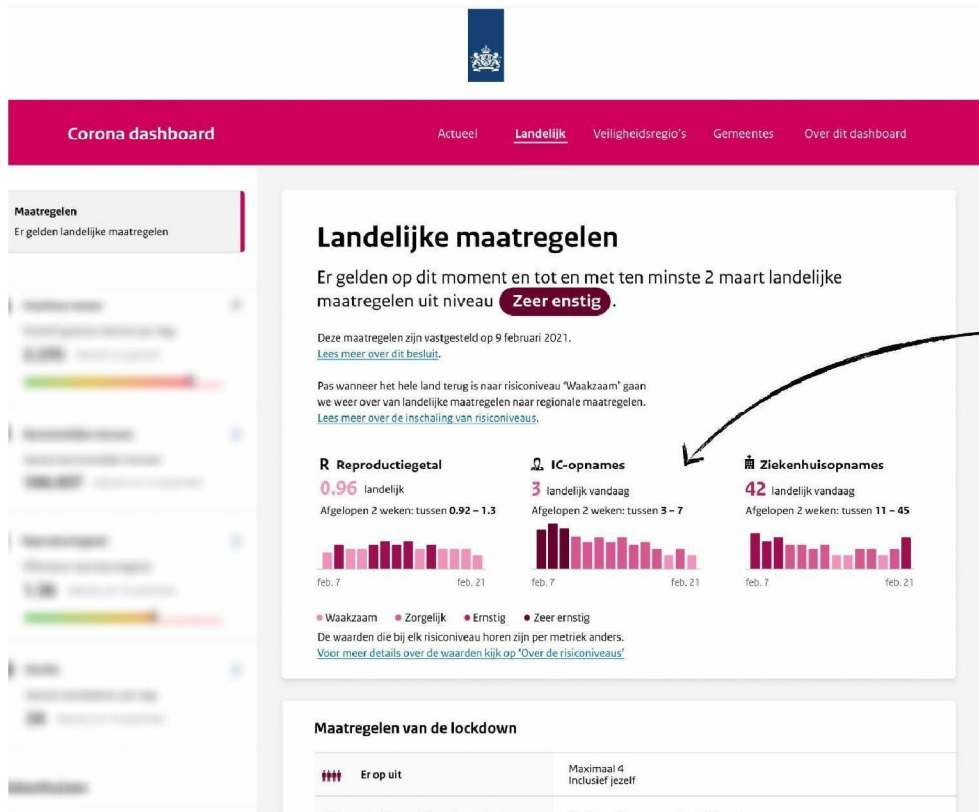 Corona dashboard
Actueel Landelijk Veiligheidsregio's Gemeentes Over dit dashboard
Maatregelen
Er gelden landelijke maatregelen
Landelijke maatregelen
Er gelden op dit moment en tot en met ten minste 2 maart landelijke
maatregelen uit niveau Zeer enstig.
Deze maatregelen zijn vastgesteld op 9 februari 2021.
Lees meer over dit besluit.
Pas wanneer het hele land terug is naar risiconiveau 'Waakzaam' gaan
we weer over van landelijke maatregelen naar regionale maatregelen.
Lees meer over de inschaling van risiconiveaus.
R Reproductiegetal
0.96 landelijk
Afgelopen 2 weken: tussen 0.92 – 1.3
feb. 7 feb. 21
IC-opnames
3 landelijk vandaag
Afgelopen 2 weken: tussen 3 – 7
feb. 7 feb. 21
Ziekenhuisopnames
42 landelijk vandaag
Afgelopen 2 weken: tussen 11 – 45
feb. 7 feb. 21
Waakzaam Zorgelijk Ernstig Zeer ernstig
De waarden die bij elk risiconiveau horen zijn per metriek anders.
Voor meer details over de waarden kijk op 'Over de risiconiveaus'
Maatregelen van de lockdown
Er op uit
Maximaal 4
Inclusief jezelf